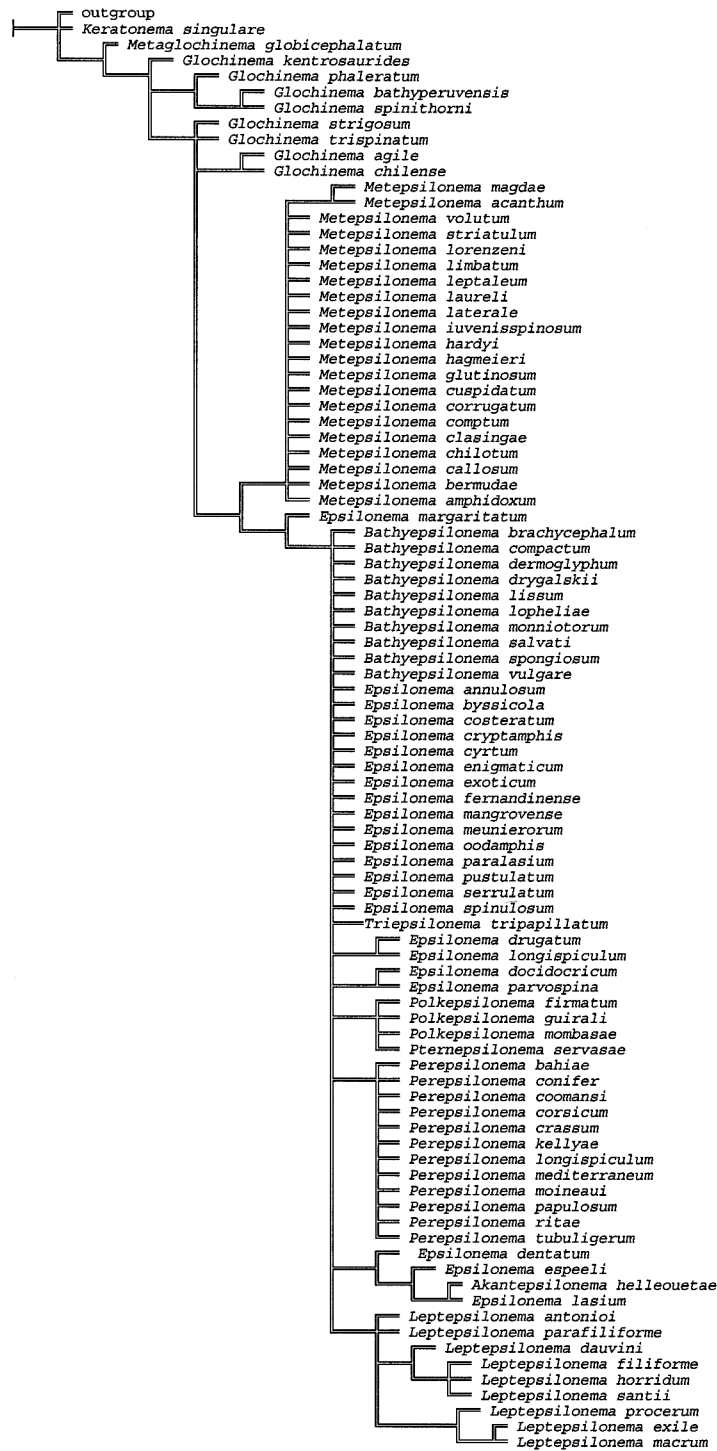 outgroup
Keratonema singulare
Metaglochinema globicephalatum
Glochinema kentrosaurides
Glochinema phaleratum
Glochinema bathyperuvensis
Glochinema spinithorni
Glochinema strigosum
Glochinema trispinatum
Glochinema agile
Glochinema chilense
Metepsilonema magdae
Metepsilonema acanthum
Metepsilonema volutum
Metepsilonema striatulum
Metepsilonema lorenzeni
Metepsilonema limbatum
Metepsilonema leptaleum
Metepsilonema laureli
Metepsilonema laterale
Metepsilonema iuvenisspinosum
Metepsilonema hardyi
Metepsilonema hagmeieri
Metepsilonema glutinosum
Metepsilonema cuspidatum
Metepsilonema corrugatum
Metepsilonema comptum
Metepsilonema clasingae
Metepsilonema chilotum
Metepsilonema callosum
Metepsilonema bermudae
Metepsilonema amphidoxum
Epsilonema margaritatum
Bathyepsilonema brachycephalum
Bathyepsilonema compactum
Bathyepsilonema dermoglyphum
Bathyepsilonema drygalskii
Bathyepsilonema lissum
Bathyepsilonema lopheliae
Bathyepsilonema monniotorum
Bathyepsilonema salvati
Bathyepsilonema spongiosum
Bathyepsilonema vulgare
Epsilonema annulosum
Epsilonema byssicola
Epsilonema costeratum
Epsilonema cryptamphis
Epsilonema cyrtum
Epsilonema enigmaticum
Epsilonema exoticum
Epsilonema fernandinense
Epsilonema mangrovense
Epsilonema meunierorum
Epsilonema oodamphis
Epsilonema paralasium
Epsilonema pustulatum
Epsilonema serrulatum
Epsilonema spinulosum
Triepsilonema tripapillatum
Epsilonema drugatum
Epsilonema longispiculum
Epsilonema docidocricum
Epsilonema parvospina
Polkepsilonema firmatum
Polkepsilonema guirali
Polkepsilonema mombasae
Pternepsilonema servasae
Perepsilonema bahiae
Perepsilonema conifer
Perepsilonema coomansi
Perepsilonema corsicum
Perepsilonema crassum
Perepsilonema kellyae
Perepsilonema longispiculum
Perepsilonema mediterraneum
Perepsilonema moineaui
Perepsilonema papulosum
Perepsilonema ritae
Perepsilonema tubuligerum
Epsilonema dentatum
Epsilonema espeeli
Akantepsilonema helleouetae
Epsilonema lasium
Leptepsilonema antonioi
Leptepsilonema parafiliforme
Leptepsilonema dauvini
Leptepsilonema filiforme
Leptepsilonema horridum
Leptepsilonema santii
Leptepsilonema procerum
Leptepsilonema exile
Leptepsilonema macrum